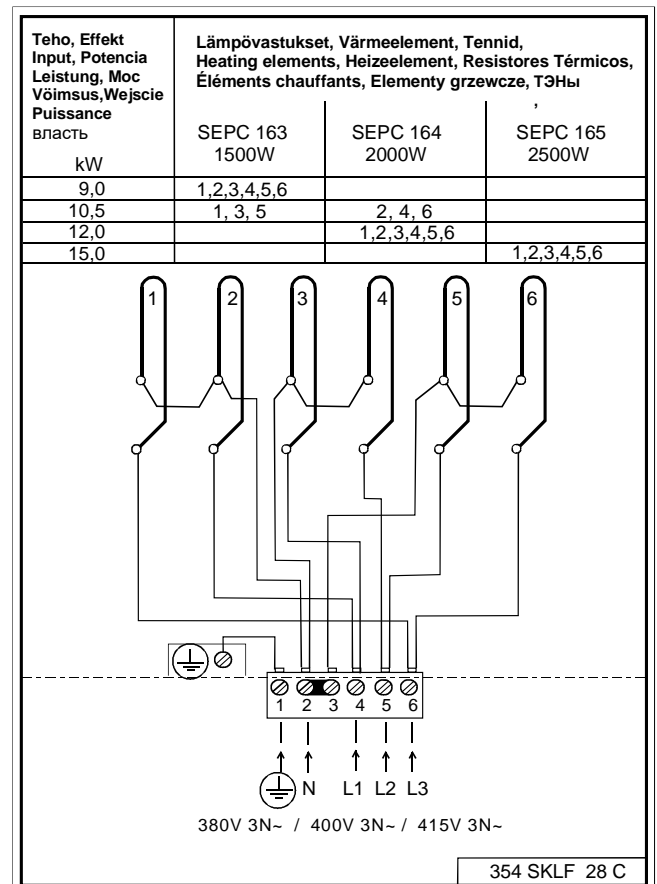 Teho, Effekt
Input, Potencia
Leistung, Moc
Vöimsus,Wejscie
Puissance
власть
kW
Lämpövastukset, Värmeelement, Tennid,
Heating elements, Heizeelement, Resistores Térmicos,
Éléments chauffants, Elementy grzewcze, ТЭНы
,
SEPC 163 SEPC 164 SEPC 165
1500W 2000W 2500W
9,0 1,2,3,4,5,6
10,5 1, 3, 5 2, 4, 6
12,0 1,2,3,4,5,6
15,0 1,2,3,4,5,6
1 2 3 4 5 6
1 2 3 4 5 6
N L1 L2 L3
380V 3N~ / 400V 3N~ / 415V 3N~
354 SKLF 28 C